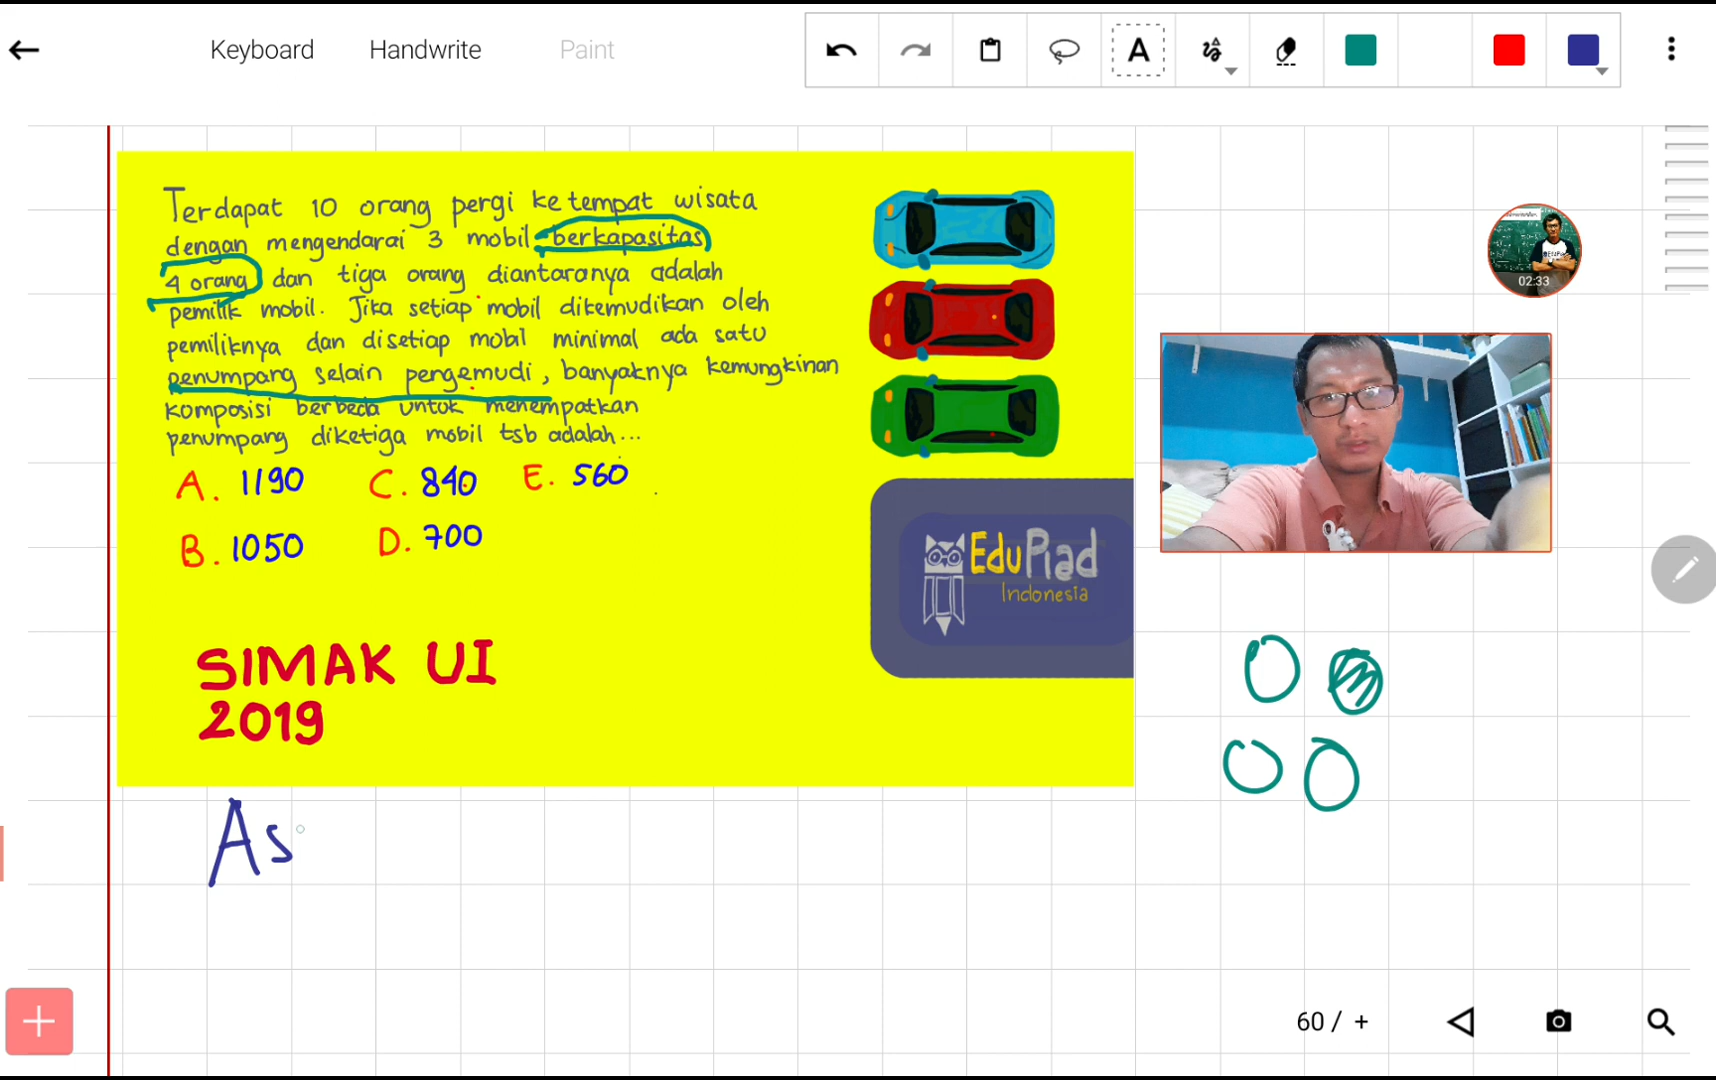 Keyboard Handwrite Paint
A
Terdapat 10 orang pergi ke tempat wisata
dengan mengendarai 3 mobil berkapasitas
4 orang dan tiga orang diantaranya adalah
pemilik mobil. Jika setiap mobil dikemudikan oleh
pemiliknya dan disetiap mobil minimal ada satu
penumpang selain pengemudi, banyaknya kemungkinan
komposisi berbeda untuk menempatkan
penumpang diketiga mobil tsb adalah...
A. 1190 C. 840 E. 560
B. 1050 D. 700
SIMAK UI
2019
EduPiad
Indonesia
02:33
As
60 / +